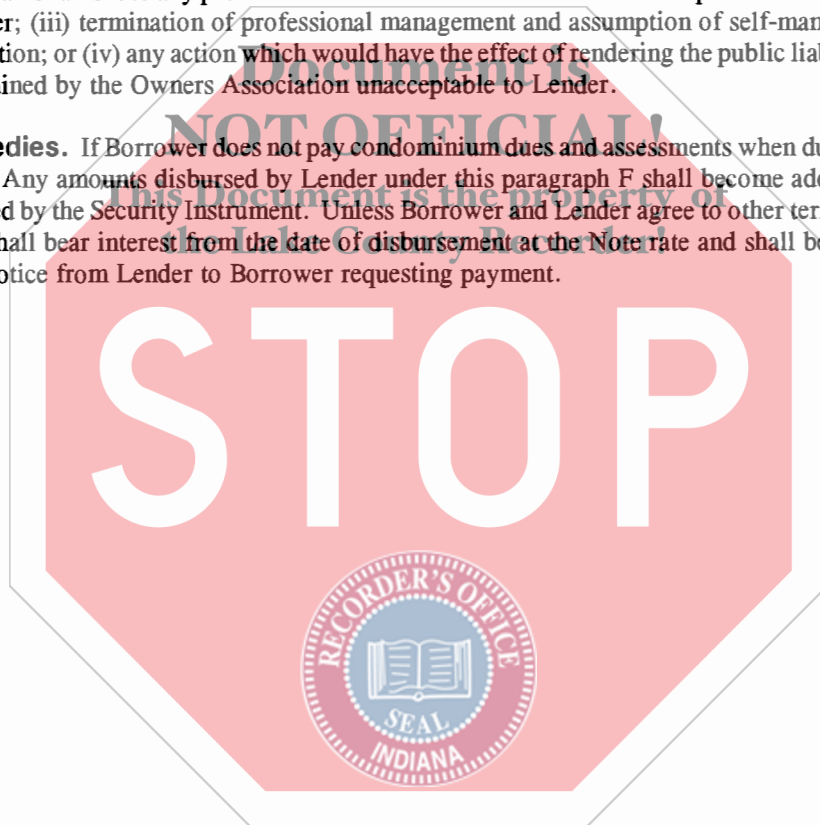 er; (iii) termination of professional management and assumption of self-man
tion; or (iv) any action which would have the effect of rendering the public lia
ined by the Owners Association unacceptable to Lender.
Document is
NOT OFFICIAL!
This Document is the property of
the Lake County Recorder!
edies. If Borrower does not pay condominium dues and assessments when du
Any amounts disbursed by Lender under this paragraph F shall become add
ed by the Security Instrument. Unless Borrower and Lender agree to other ter
hall bear interest from the date of disbursement at the Note rate and shall be
otice from Lender to Borrower requesting payment.
STOP
RECORDER'S OFFICE
SEAL
INDIANA